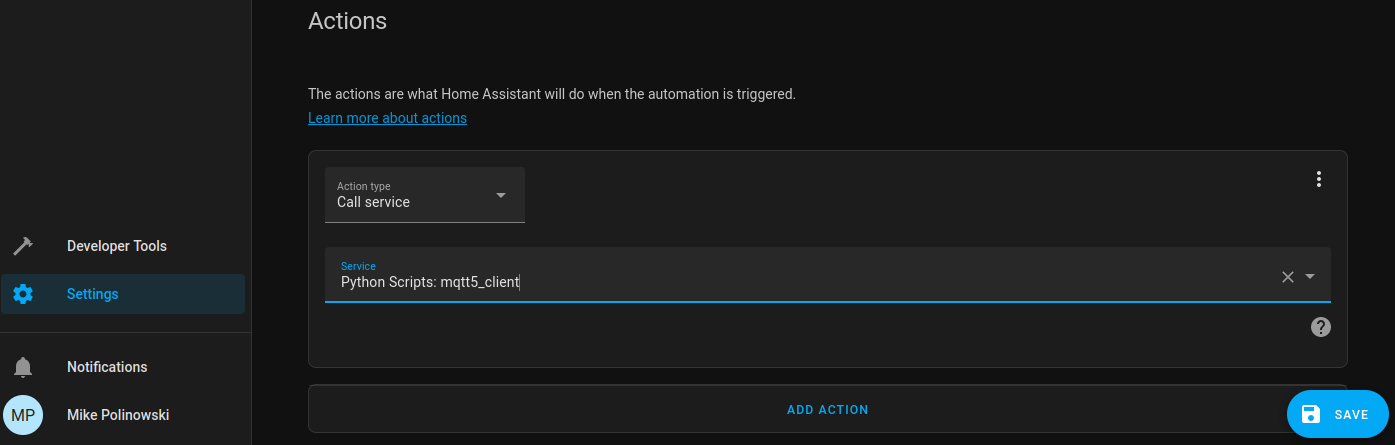 Actions
The actions are what Home Assistant will do when the automation is triggered.
Learn more about actions
Action type
Call service
Service
Python Scripts: mqtt5_client
ADD ACTION
SAVE
Developer Tools
Settings
Notifications
MP
Mike Polinowski